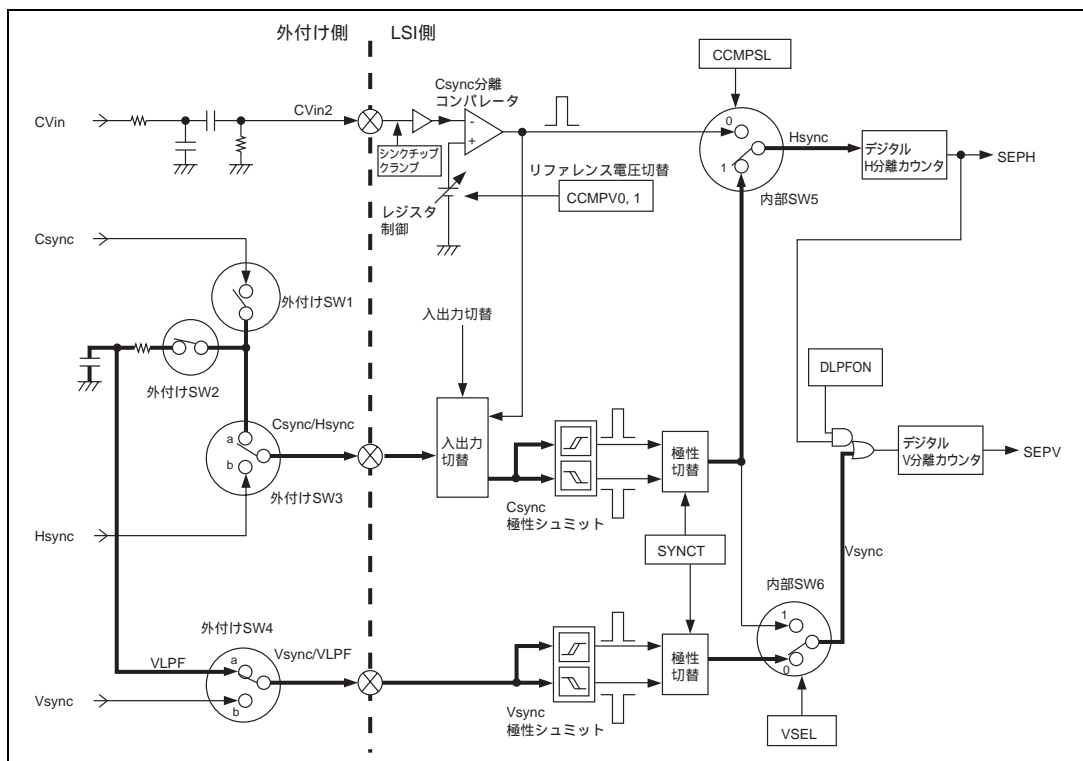 外付け側
LSI側
CVin
CVin2
Csync分離
コンパレータ
-
+
シンクチップ
クランプ
レジスタ
制御
リファレンス電圧切替
CCMPV0, 1
CCMPSL
0
1
内部SW5
Hsync
デジタル
H分離カウンタ
SEPH
Csync
外付けSW1
外付けSW2
入出力切替
DLPFON
Csync/Hsync
a
b
外付けSW3
入出力
切替
Csync
極性シュミット
極性
切替
デジタル
V分離カウンタ
SEPV
Hsync
SYNCT
Vsync
内部SW6
1
0
外付けSW4
VLPF
a
b
Vsync/VLPF
Vsync
Vsync
極性シュミット
極性
切替
VSEL